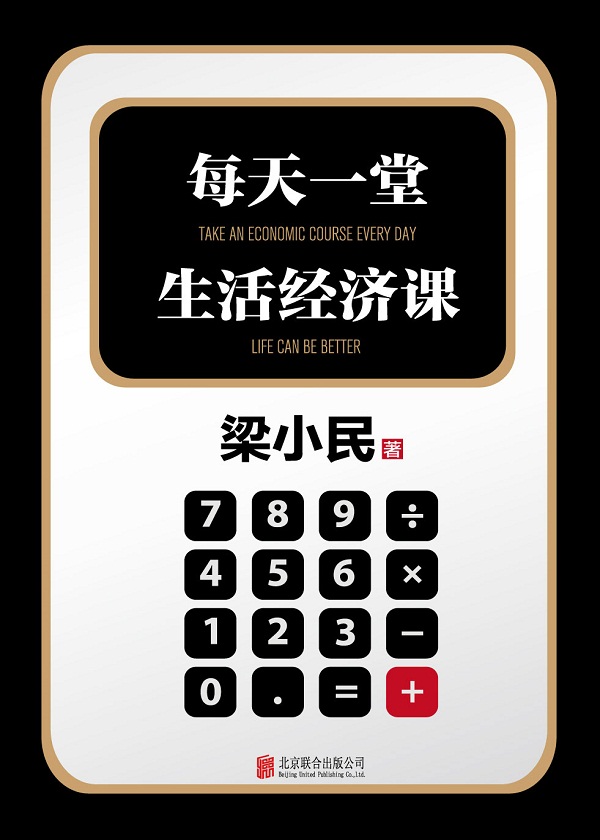 每天一堂
TAKE AN ECONOMIC COURSE EVERY DAY
生活经济课
LIFE CAN BE BETTER
梁小民 著
7 8 9 ÷
4 5 6 ×
1 2 3 −
0 . = +
北京联合出版公司
Beijing United Publishing Co.,Ltd.